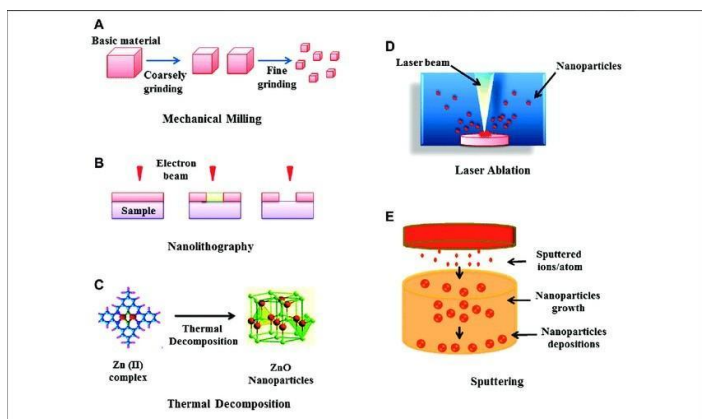 A
Basic material
Coarsely
grinding
Fine
grinding
Mechanical Milling
B
Electron
beam
Sample
Nanolithography
C
Thermal
Decomposition
Zn (II)
complex
ZnO
Nanoparticles
Thermal Decomposition
D
Laser beam
Nanoparticles
Laser Ablation
E
Sputtered
ions/atom
Nanoparticles
growth
Nanoparticles
depositions
Sputtering